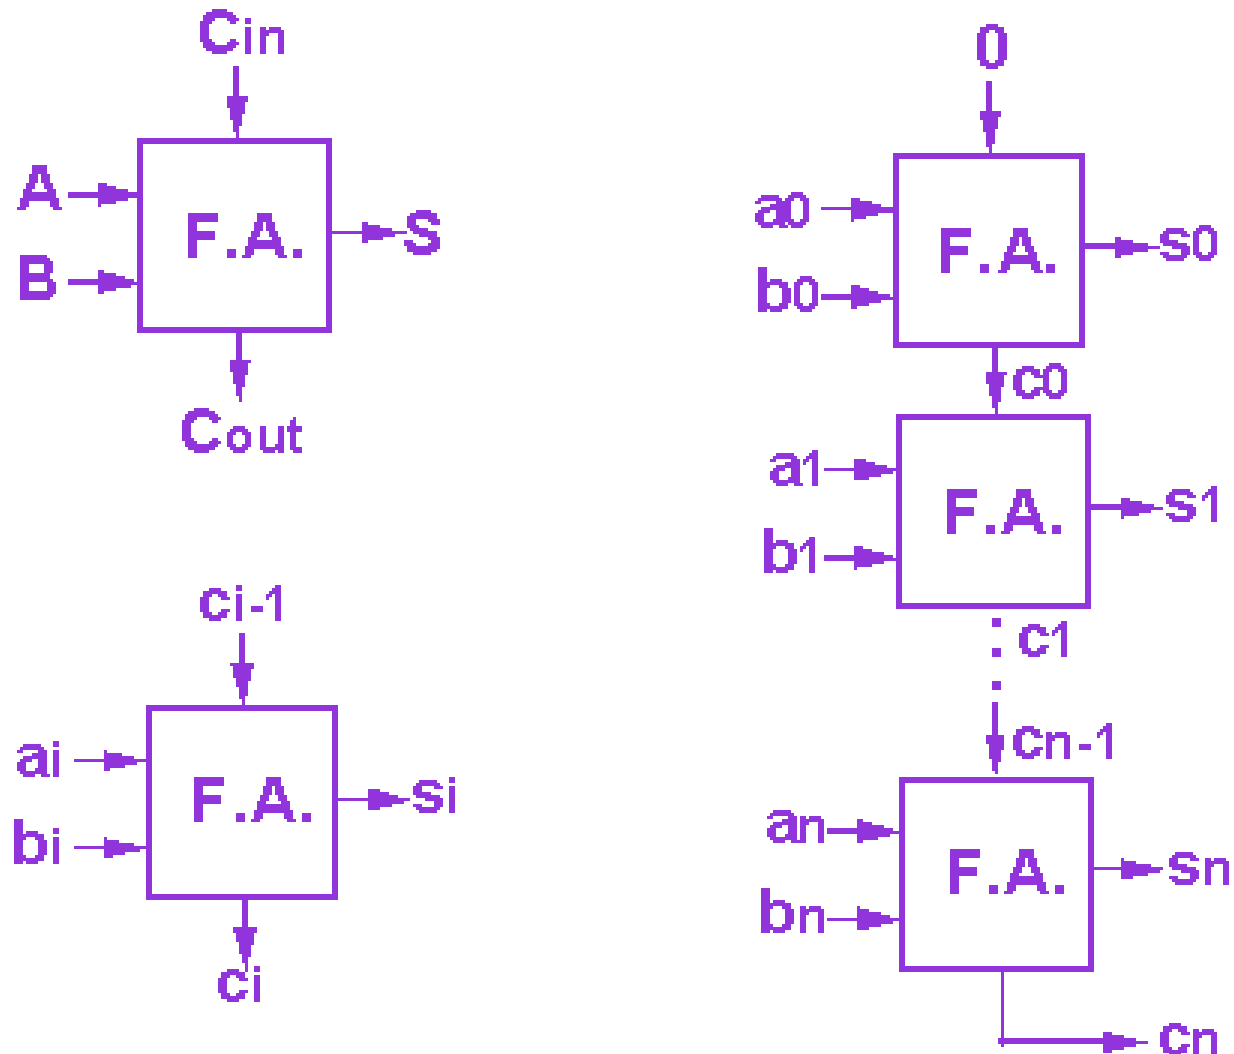 Cin
A
F.A.
S
B
Cout
ci-1
ai
F.A.
si
bi
ci
0
a0
F.A.
s0
b0
c0
a1
F.A.
s1
b1
c1
cn-1
an
F.A.
sn
bn
cn